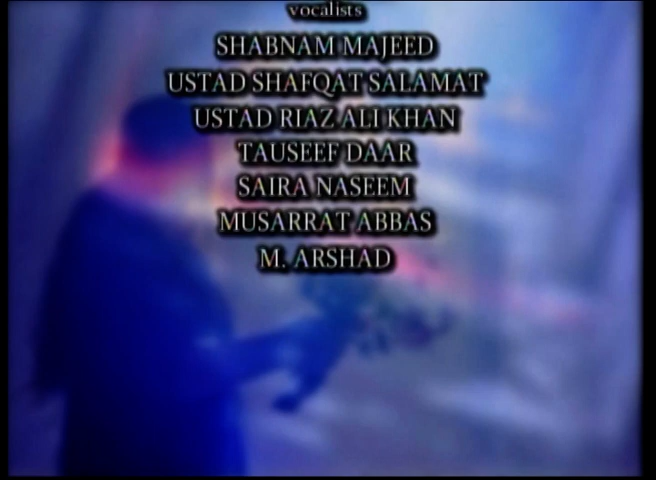 vocalists
SHABNAM MAJEED
USTAD SHAFQAT SALAMAT
USTAD RIAZ ALI KHAN
TAUSEEF DAAR
SAIRA NASEEM
MUSARRAT ABBAS
M. ARSHAD